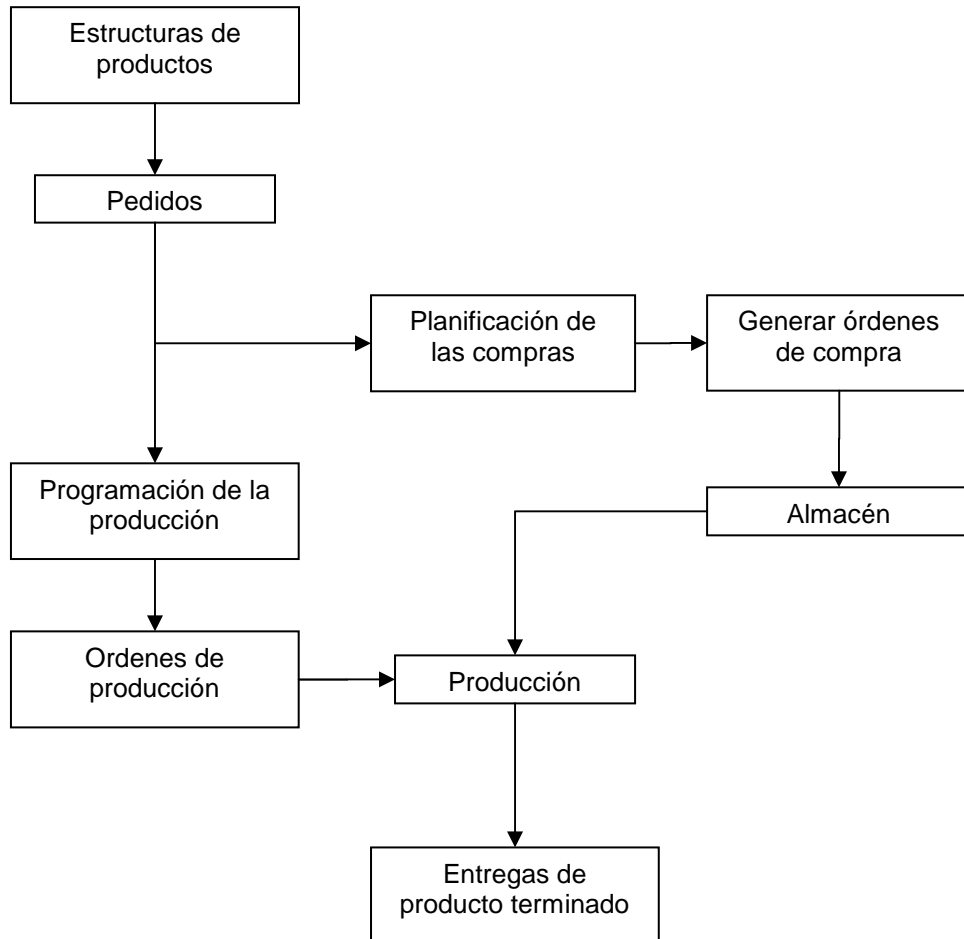 Estructuras de
productos
Pedidos
Planificación de
las compras
Generar órdenes
de compra
Programación de la
producción
Almacén
Ordenes de
producción
Producción
Entregas de
producto terminado